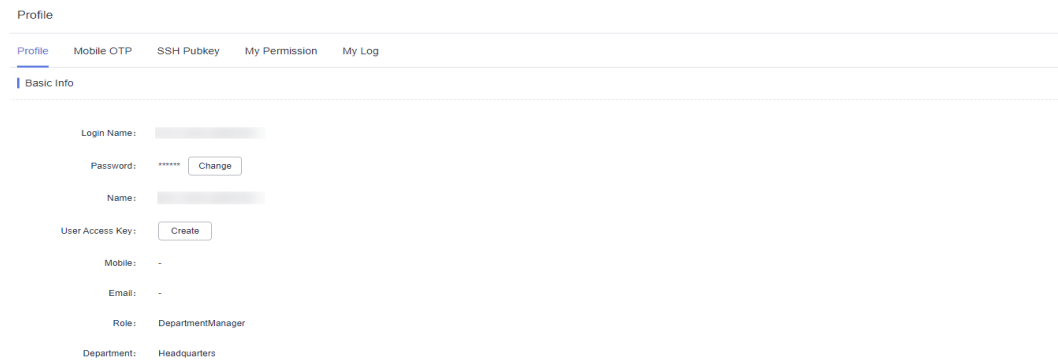 Profile
Profile Mobile OTP SSH Pubkey My Permission My Log
Basic Info
Login Name:
Password: ****** Change
Name:
User Access Key: Create
Mobile: -
Email: -
Role: DepartmentManager
Department: Headquarters